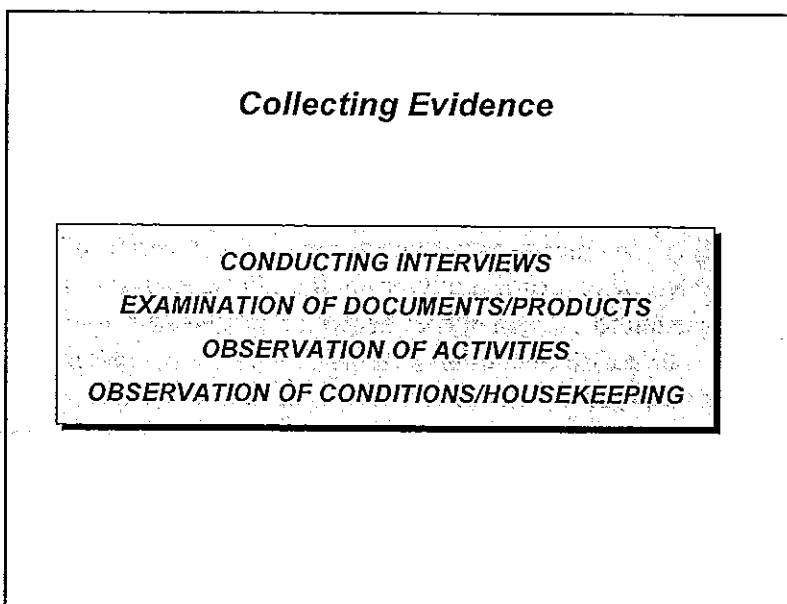 Collecting Evidence
CONDUCTING INTERVIEWS
EXAMINATION OF DOCUMENTS/PRODUCTS
OBSERVATION OF ACTIVITIES
OBSERVATION OF CONDITIONS/HOUSEKEEPING